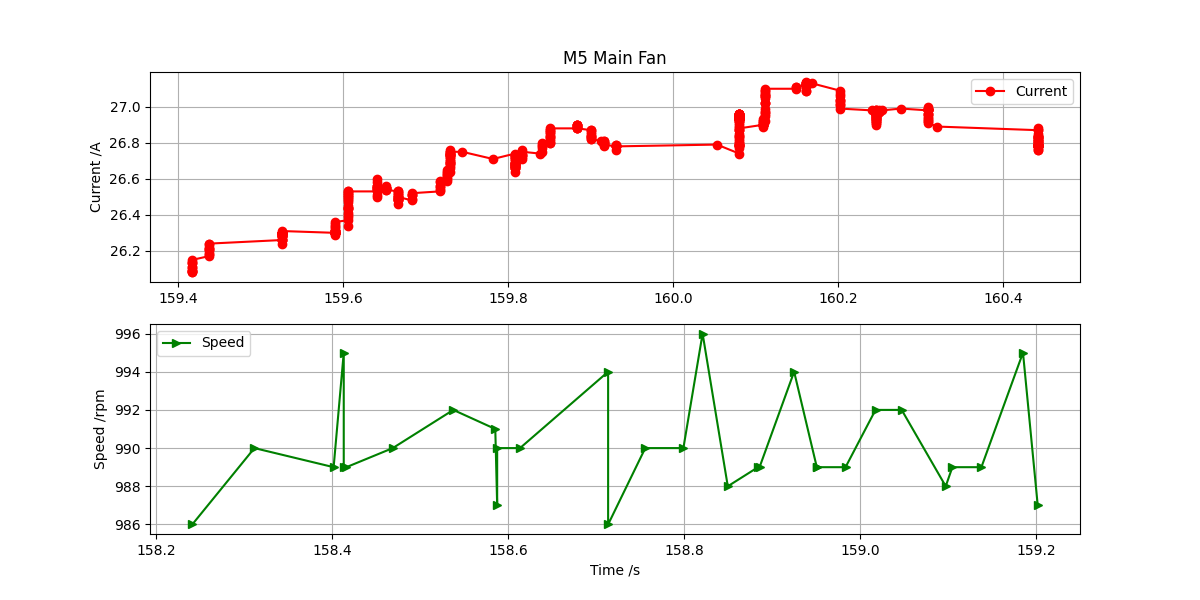 M5 Main Fan
Current /A
27.0
26.8
26.6
26.4
26.2
Current
159.4 159.6 159.8 160.0 160.2 160.4
Speed /rpm
996
994
992
990
988
986
Speed
158.2 158.4 158.6 158.8 159.0 159.2
Time /s